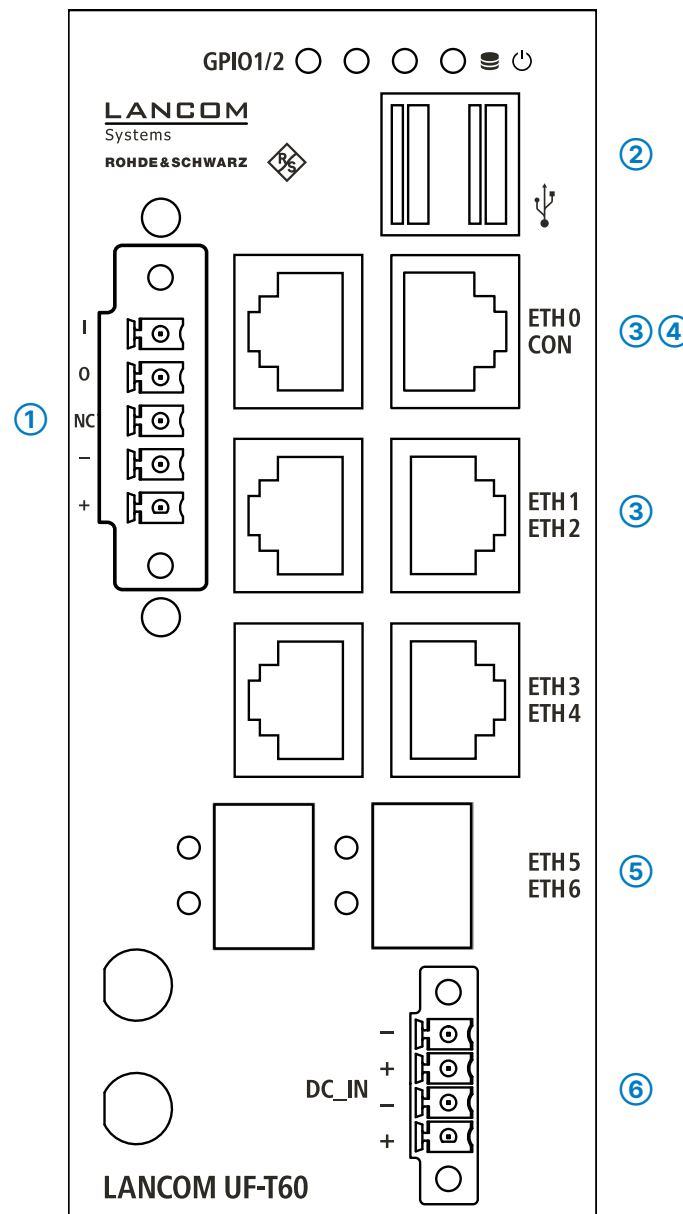 GPIO1/2
LANCOM
Systems
ROHDE&SCHWARZ R&S
②
I
O
NC
−
+
①
ETH 0
CON
③ ④
ETH 1
ETH 2
③
ETH 3
ETH 4
ETH 5
ETH 6
⑤
−
+
DC_IN
−
+
⑥
LANCOM UF-T60